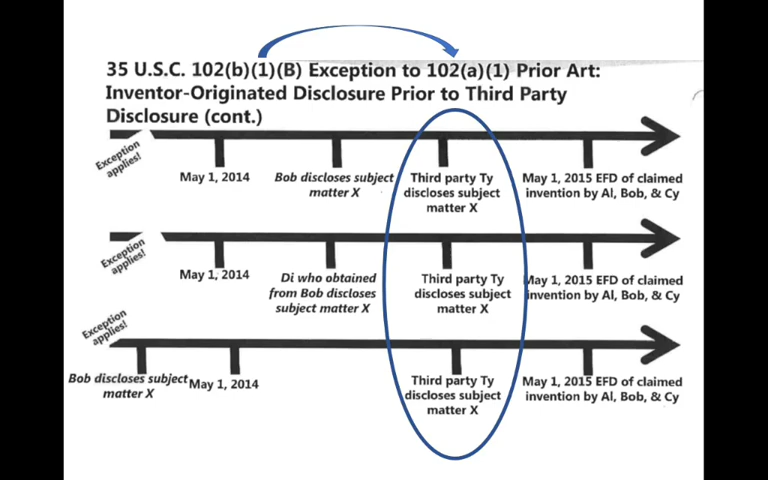 35 U.S.C. 102(b)(1)(B) Exception to 102(a)(1) Prior Art:
Inventor-Originated Disclosure Prior to Third Party
Disclosure (cont.)
Exception
applies!
May 1, 2014
Bob discloses subject
matter X
Third party Ty
discloses subject
matter X
May 1, 2015 EFD of claimed
invention by Al, Bob, & Cy
Exception
applies!
May 1, 2014
Di who obtained
from Bob discloses
subject matter X
Third party Ty
discloses subject
matter X
May 1, 2015 EFD of claimed
invention by Al, Bob, & Cy
Exception
applies!
Bob discloses subject
matter X
May 1, 2014
Third party Ty
discloses subject
matter X
May 1, 2015 EFD of claimed
invention by Al, Bob, & Cy